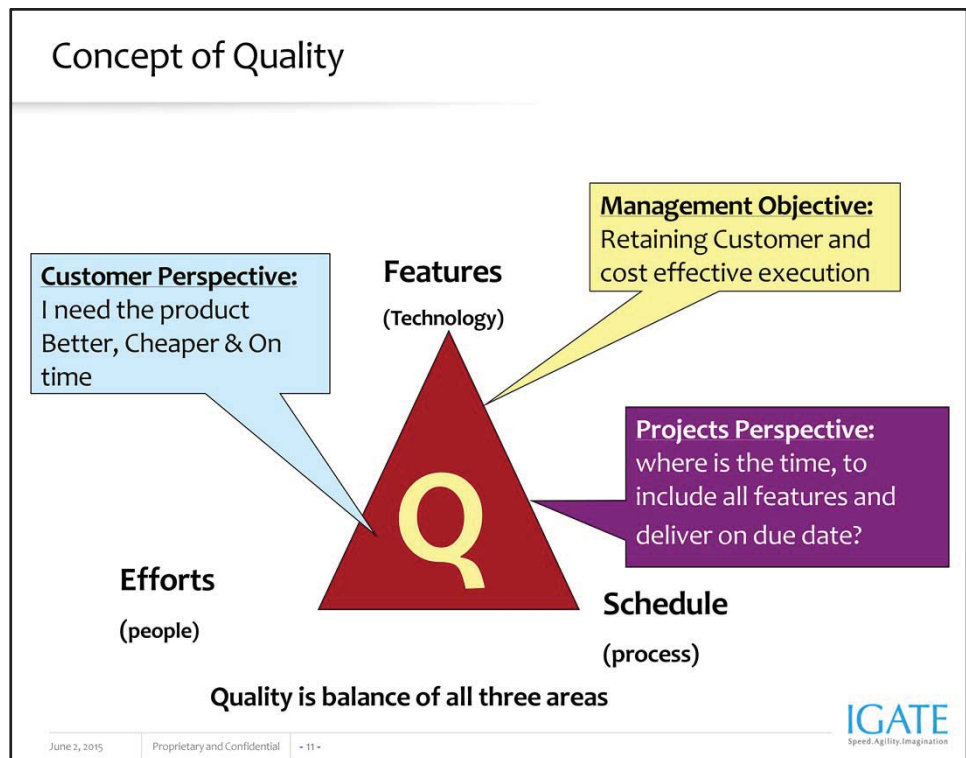 Concept of Quality
Management Objective:
Retaining Customer and
cost effective execution
Customer Perspective:
I need the product
Better, Cheaper & On
time
Features
(Technology)
Projects Perspective:
where is the time, to
include all features and
deliver on due date?
Q
Efforts
(people)
Schedule
(process)
Quality is balance of all three areas
June 2, 2015
Proprietary and Confidential
- 11 -
IGATE
Speed.Agility.Imagination